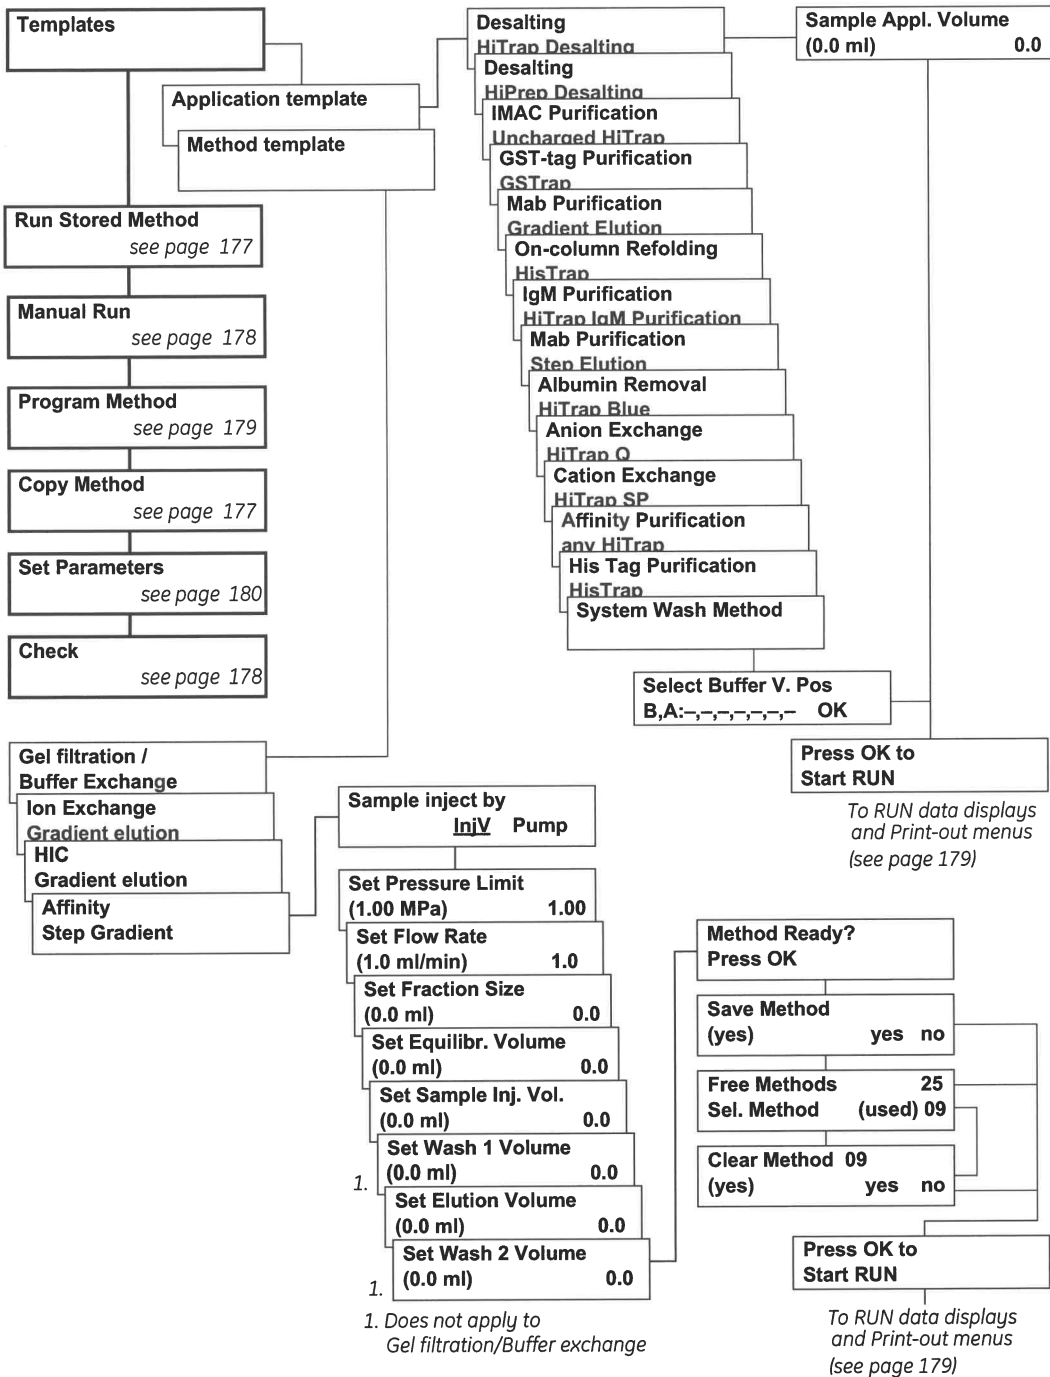 Templates
Application template
Method template
Run Stored Method
see page 177
Manual Run
see page 178
Program Method
see page 179
Copy Method
see page 177
Set Parameters
see page 180
Check
see page 178
Desalting
HiTrap Desalting
Desalting
HiPrep Desalting
IMAC Purification
Uncharged HiTrap
GST-tag Purification
GSTrap
Mab Purification
Gradient Elution
On-column Refolding
HisTrap
IgM Purification
HiTrap IgM Purification
Mab Purification
Step Elution
Albumin Removal
HiTrap Blue
Anion Exchange
HiTrap Q
Cation Exchange
HiTrap SP
Affinity Purification
any HiTrap
His Tag Purification
HisTrap
System Wash Method
Sample Appl. Volume
(0.0 ml) 0.0
Select Buffer V. Pos
B,A:–,–,–,–,–,–,– OK
Press OK to
Start RUN
To RUN data displays
and Print-out menus
(see page 179)
Gel filtration /
Buffer Exchange
Ion Exchange
Gradient elution
HIC
Gradient elution
Affinity
Step Gradient
Sample inject by
InjV Pump
Set Pressure Limit
(1.00 MPa) 1.00
Set Flow Rate
(1.0 ml/min) 1.0
Set Fraction Size
(0.0 ml) 0.0
Set Equilibr. Volume
(0.0 ml) 0.0
Set Sample Inj. Vol.
(0.0 ml) 0.0
Set Wash 1 Volume
1. (0.0 ml) 0.0
Set Elution Volume
(0.0 ml) 0.0
Set Wash 2 Volume
1. (0.0 ml) 0.0
1. Does not apply to
Gel filtration/Buffer exchange
Method Ready?
Press OK
Save Method
(yes) yes no
Free Methods 25
Sel. Method (used) 09
Clear Method 09
(yes) yes no
Press OK to
Start RUN
To RUN data displays
and Print-out menus
(see page 179)